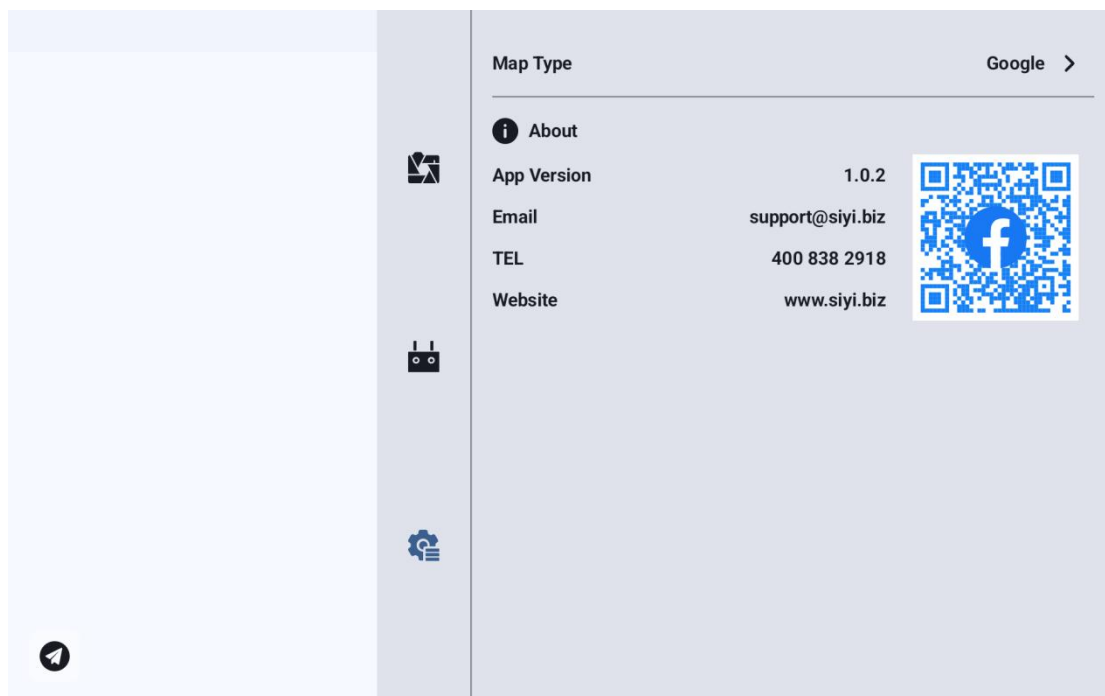 Map Type Google
About
App Version 1.0.2
Email support@siyi.biz
TEL 400 838 2918
Website www.siyi.biz